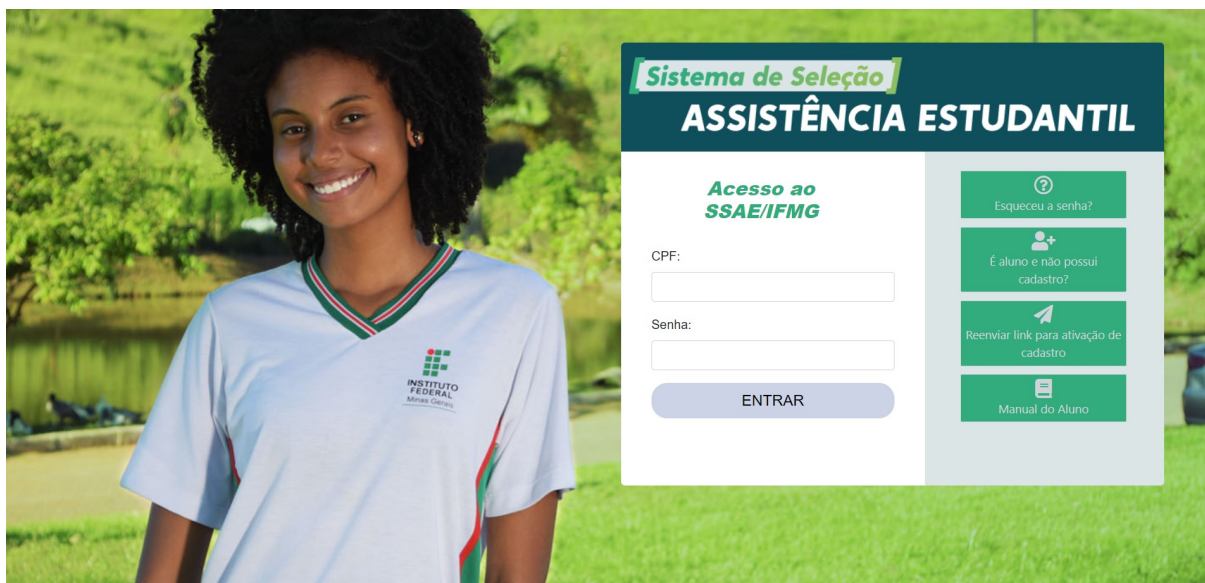 [Sistema de Seleção]
ASSISTÊNCIA ESTUDANTIL
Acesso ao
SSAE/IFMG
CPF:
Senha:
ENTRAR
Esqueceu a senha?
É aluno e não possui
cadastro?
Reenviar link para ativação de
cadastro
Manual do Aluno
INSTITUTO
FEDERAL
Minas Gerais